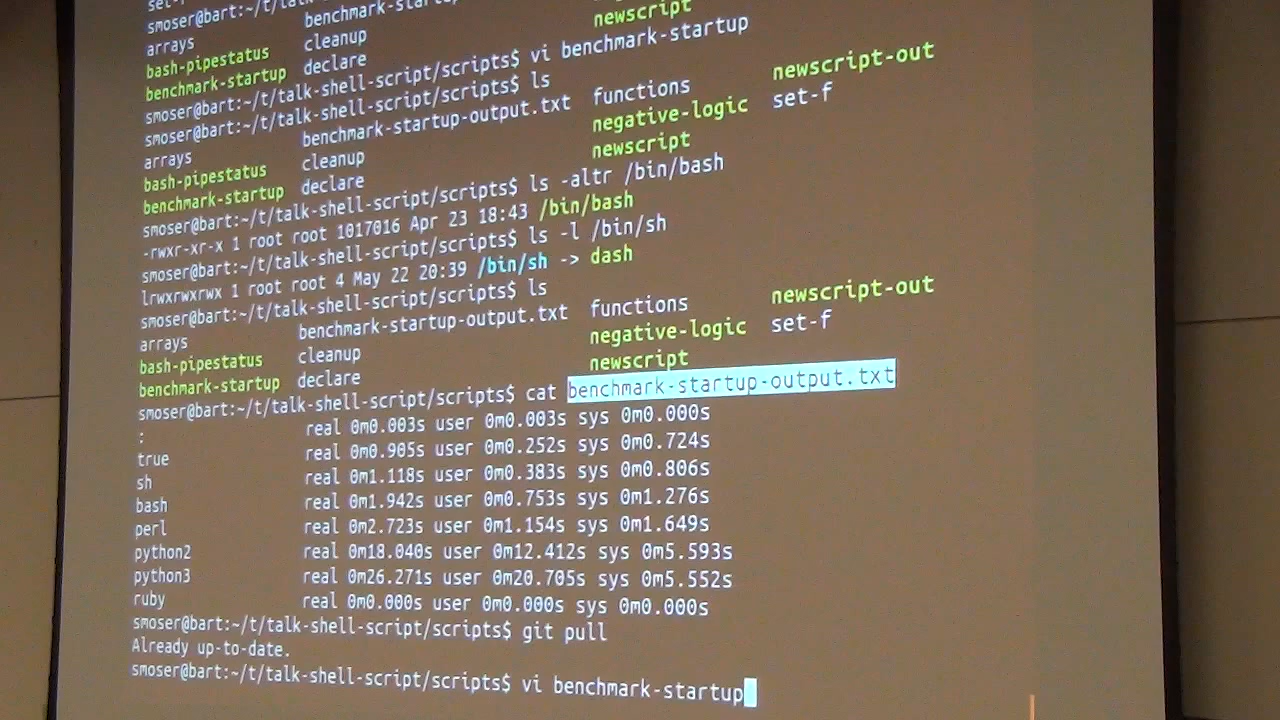 set-f
smoser@bart:~/t/talk-shell-script/scripts$
arrays benchmark-startup newscript
bash-pipestatus cleanup
benchmark-startup declare
smoser@bart:~/t/talk-shell-script/scripts$ vi benchmark-startup
smoser@bart:~/t/talk-shell-script/scripts$ ls
arrays benchmark-startup-output.txt functions newscript-out
bash-pipestatus cleanup negative-logic set-f
benchmark-startup declare newscript
smoser@bart:~/t/talk-shell-script/scripts$ ls -altr /bin/bash
-rwxr-xr-x 1 root root 1017016 Apr 23 18:43 /bin/bash
smoser@bart:~/t/talk-shell-script/scripts$ ls -l /bin/sh
lrwxrwxrwx 1 root root 4 May 22 20:39 /bin/sh -> dash
smoser@bart:~/t/talk-shell-script/scripts$ ls
arrays benchmark-startup-output.txt functions newscript-out
bash-pipestatus cleanup negative-logic set-f
benchmark-startup declare newscript
smoser@bart:~/t/talk-shell-script/scripts$ cat benchmark-startup-output.txt
: real 0m0.003s user 0m0.003s sys 0m0.000s
true real 0m0.905s user 0m0.252s sys 0m0.724s
sh real 0m1.118s user 0m0.383s sys 0m0.806s
bash real 0m1.942s user 0m0.753s sys 0m1.276s
perl real 0m2.723s user 0m1.154s sys 0m1.649s
python2 real 0m18.040s user 0m12.412s sys 0m5.593s
python3 real 0m26.271s user 0m20.705s sys 0m5.552s
ruby real 0m0.000s user 0m0.000s sys 0m0.000s
smoser@bart:~/t/talk-shell-script/scripts$ git pull
Already up-to-date.
smoser@bart:~/t/talk-shell-script/scripts$ vi benchmark-startup